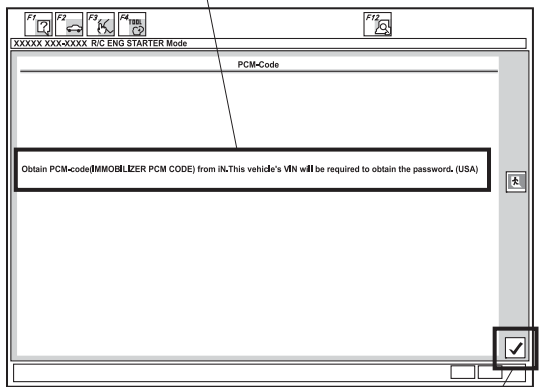 F1 F2 F3 F4 TOOL F12
XXXXX XXX-XXXX R/C ENG STARTER Mode
PCM-Code
Obtain PCM-code(IMMOBILIZER PCM CODE) from iN.This vehicle's VIN will be required to obtain the password. (USA)